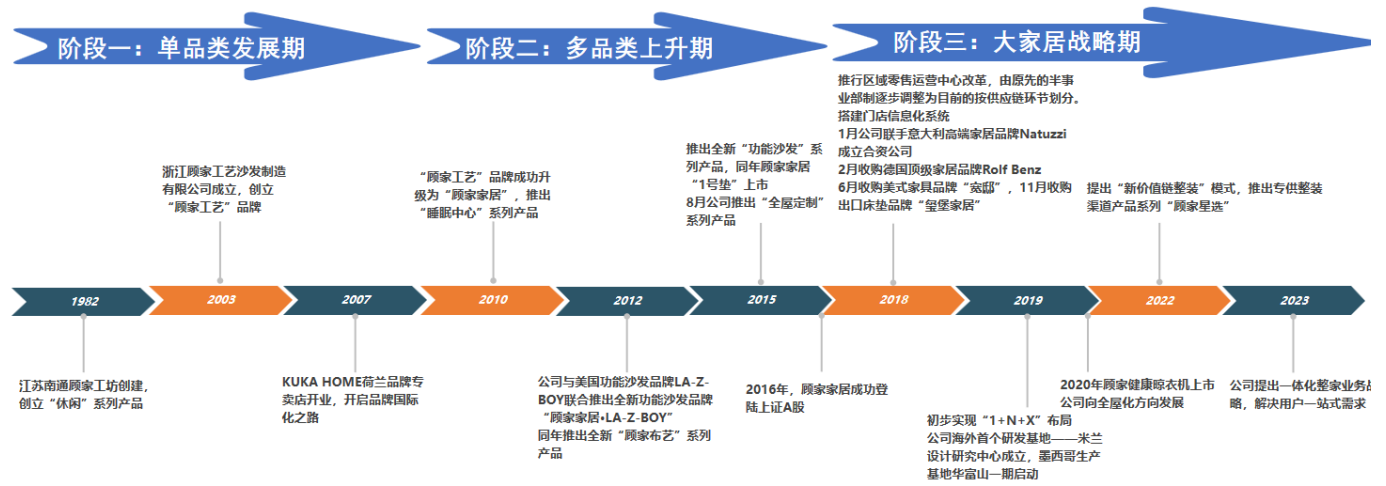 阶段一：单品类发展期
阶段二：多品类上升期
阶段三：大家居战略期
推行区域零售运营中心改革，由原先的半事
业部制逐步调整为目前的按供应链环节划分。
搭建门店信息化系统
1月公司联手意大利高端家居品牌Natuzzi
成立合资公司
2月收购德国顶级家居品牌Rolf Benz
6月收购美式家具品牌“宽邸”，11月收购
出口床垫品牌“玺堡家居”
浙江顾家工艺沙发制造
有限公司成立，创立
“顾家工艺”品牌
“顾家工艺”品牌成功升
级为“顾家家居”，推出
“睡眠中心”系列产品
推出全新“功能沙发”系
列产品，同年顾家家居
“1号垫”上市
8月公司推出“全屋定制”
系列产品
提出“新价值链整装”模式，推出专供整装
渠道产品系列“顾家星选”
1982
2003
2007
2010
2012
2015
2018
2019
2022
2023
江苏南通顾家工坊创建，
创立“休闲”系列产品
KUKA HOME荷兰品牌专
卖店开业，开启品牌国际
化之路
公司与美国功能沙发品牌LA-Z-
BOY联合推出全新功能沙发品牌
“顾家家居•LA-Z-BOY”
同年推出全新“顾家布艺”系列
产品
2016年，顾家家居成功登
陆上证A股
初步实现“1+N+X”布局
公司海外首个研发基地——米兰
设计研究中心成立，墨西哥生产
基地华富山一期启动
2020年顾家健康晾衣机上市
公司向全屋化方向发展
公司提出一体化整家业务战
略，解决用户一站式需求